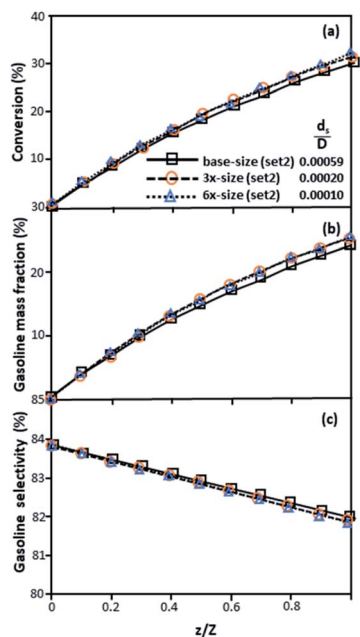 40
(a)
30
20
10
30
Conversion (%)
d_s
D
base-size (set2) 0.00059
3x-size (set2) 0.00020
6x-size (set2) 0.00010
(b)
20
10
85
Gasoline mass fraction (%)
(c)
84
83
82
81
80
Gasoline selectivity (%)
0 0.2 0.4 0.6 0.8
z/Z